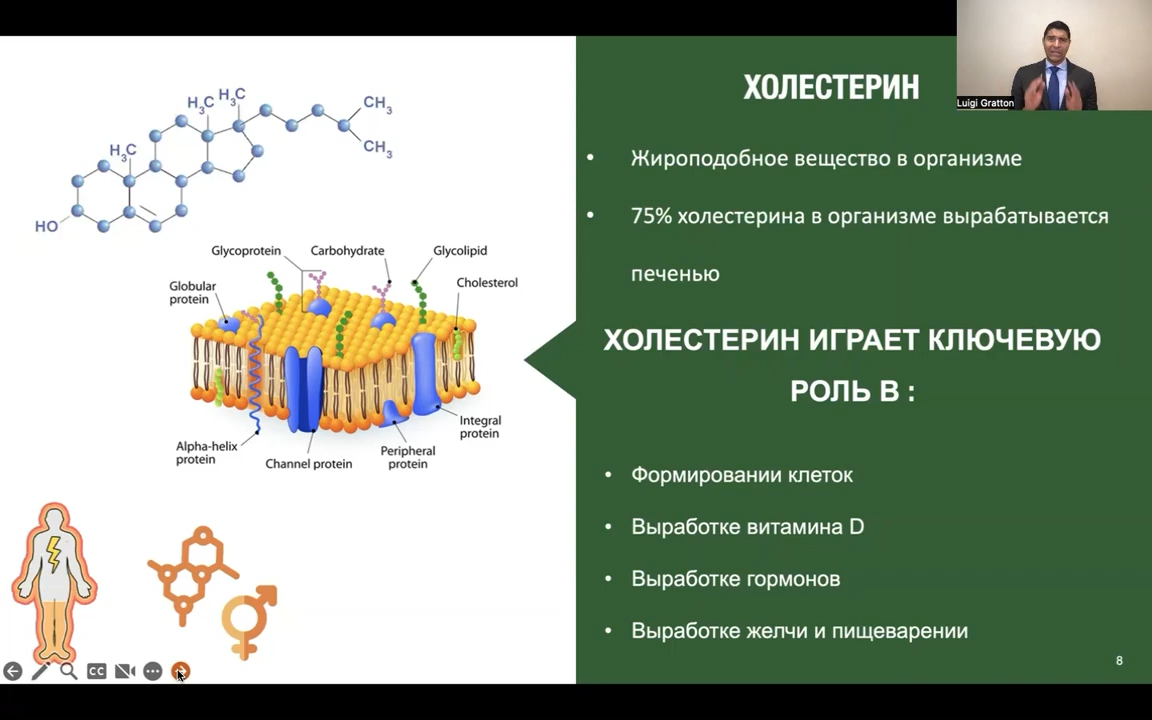 ХОЛЕСТЕРИН
Luigi Gratton
• Жироподобное вещество в организме
• 75% холестерина в организме вырабатывается
печенью
ХОЛЕСТЕРИН ИГРАЕТ КЛЮЧЕВУЮ
РОЛЬ В :
• Формировании клеток
• Выработке витамина D
• Выработке гормонов
• Выработке желчи и пищеварении
8
H₃C
H₃C
CH₃
CH₃
H₃C
HO
Glycoprotein
Carbohydrate
Glycolipid
Globular
protein
Cholesterol
Alpha-helix
protein
Channel protein
Peripheral
protein
Integral
protein
CC